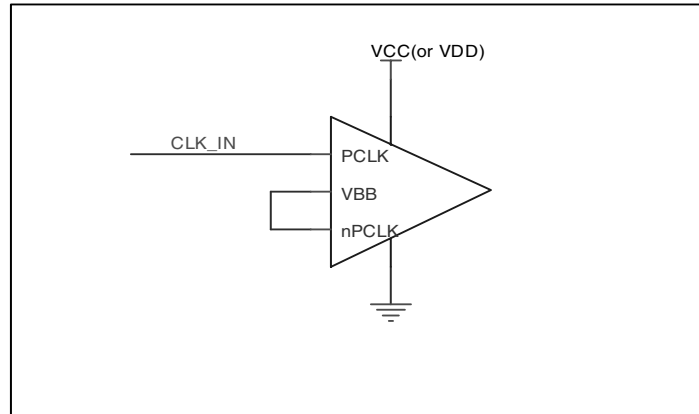 VCC(or VDD)
CLK_IN
PCLK
VBB
nPCLK